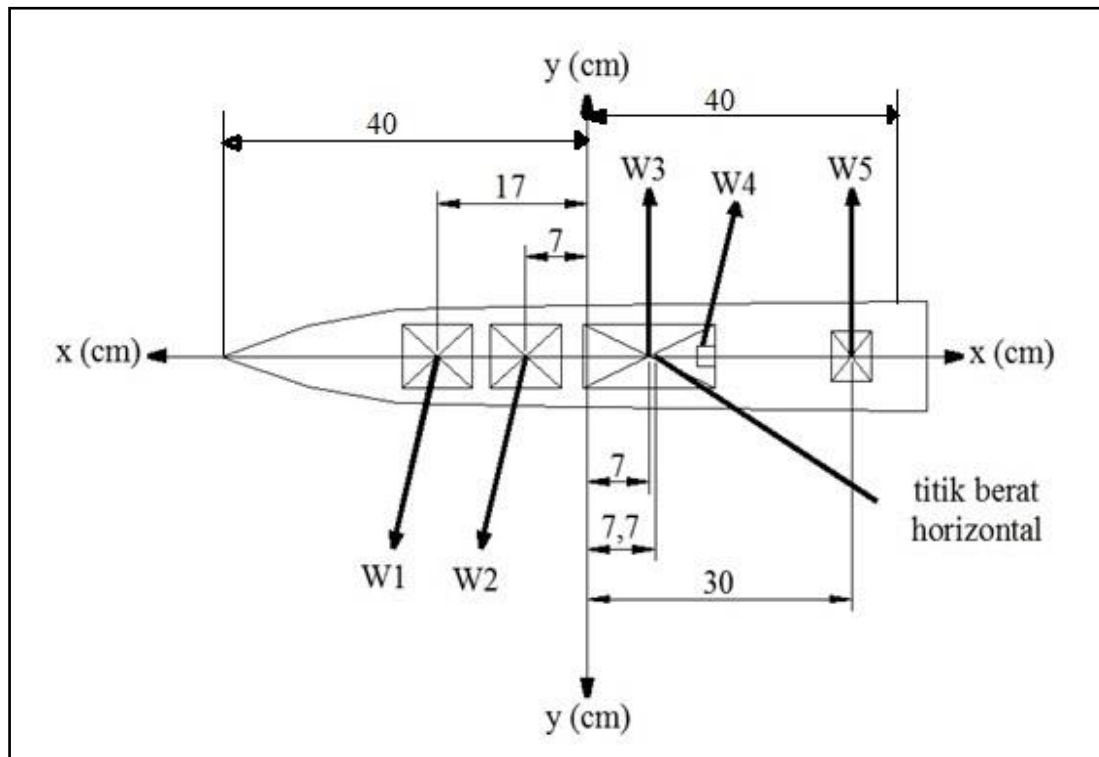 y (cm)
40
40
W3
W4
W5
17
7
x (cm)
x (cm)
7
titik berat
horizontal
7,7
W1
W2
30
y (cm)